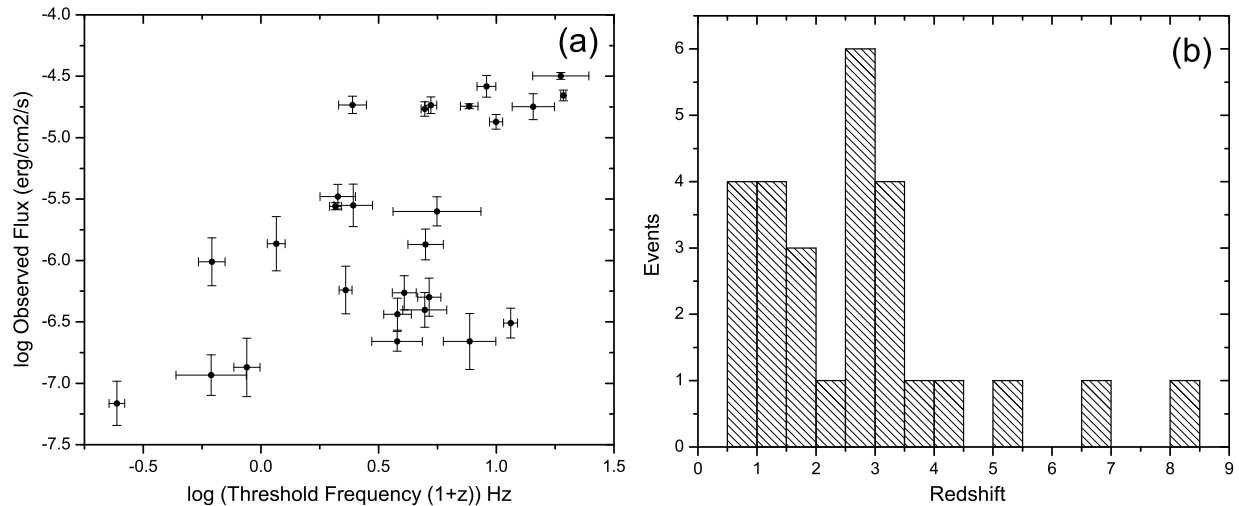 (a)
log Observed Flux (erg/cm2/s)
-4.0
-4.5
-5.0
-5.5
-6.0
-6.5
-7.0
-7.5
-0.5 0.0 0.5 1.0 1.5
log (Threshold Frequency (1+z)) Hz
(b)
Events
6
5
4
3
2
1
0
0 1 2 3 4 5 6 7 8 9
Redshift